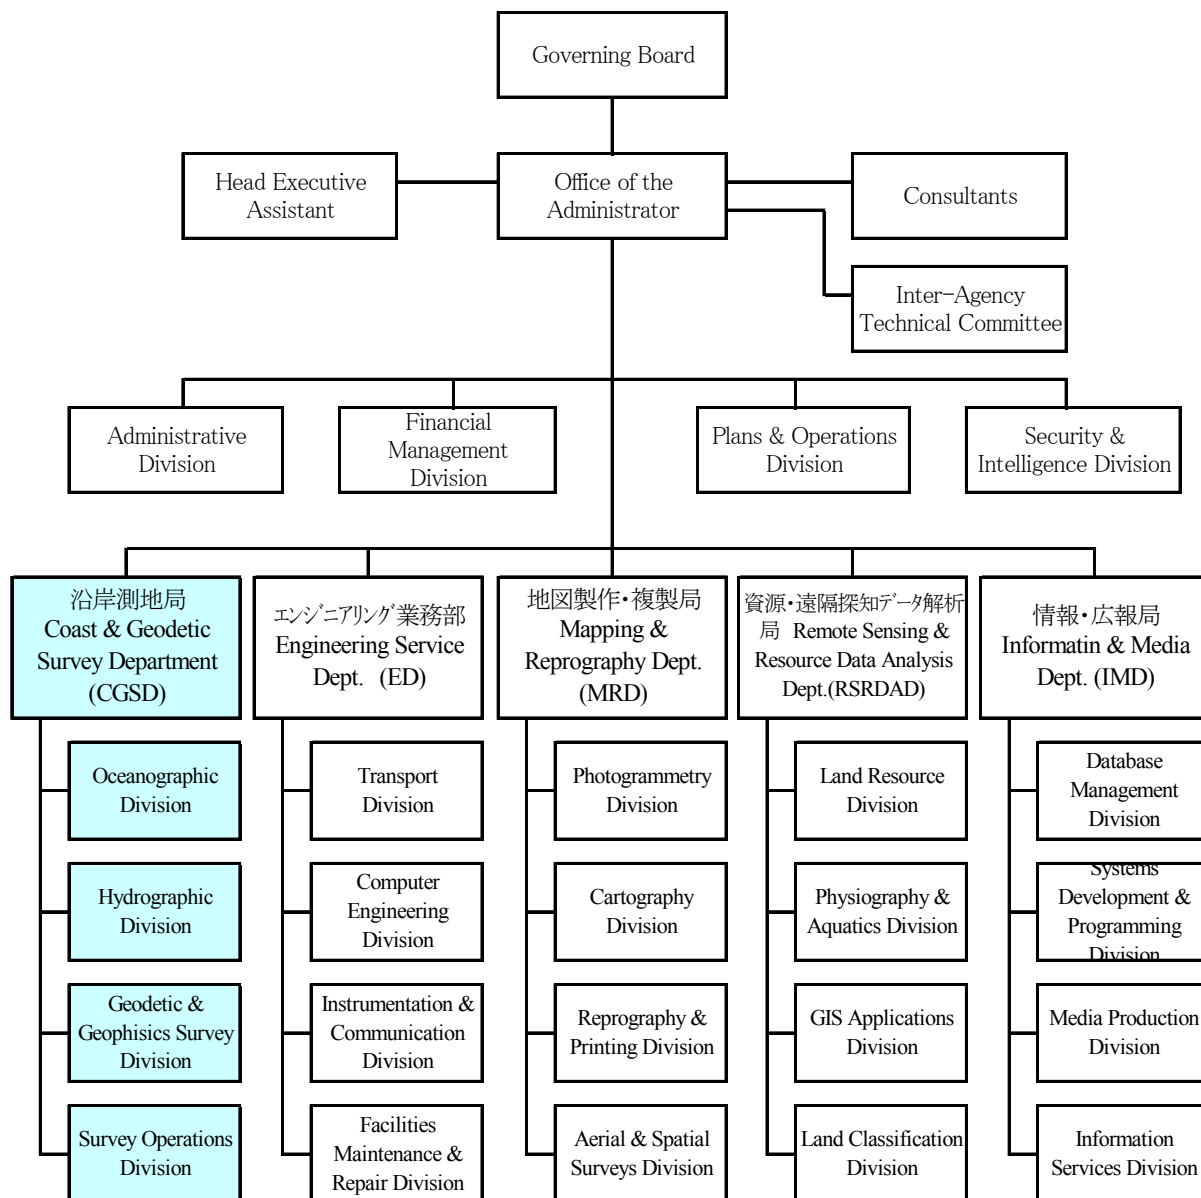 Governing Board
Head Executive
Assistant
Office of the
Administrator
Consultants
Inter-Agency
Technical Committee
Administrative
Division
Financial
Management
Division
Plans & Operations
Division
Security &
Intelligence Division
沿岸測地局
Coast & Geodetic
Survey Department
(CGSD)
エンジニアリング業務部
Engineering Service
Dept. (ED)
地図製作・複製局
Mapping &
Reprography Dept.
(MRD)
資源・遠隔探知データ解析
局 Remote Sensing &
Resource Data Analysis
Dept.(RSRDAD)
情報・広報局
Informatin & Media
Dept. (IMD)
Oceanographic
Division
Transport
Division
Photogrammetry
Division
Land Resource
Division
Database
Management
Division
Hydrographic
Division
Computer
Engineering
Division
Cartography
Division
Physiography &
Aquatics Division
Systems
Development &
Programming
Division
Geodetic &
Geophisics Survey
Division
Instrumentation &
Communication
Division
Reprography &
Printing Division
GIS Applications
Division
Media Production
Division
Survey Operations
Division
Facilities
Maintenance &
Repair Division
Aerial & Spatial
Surveys Division
Land Classification
Division
Information
Services Division